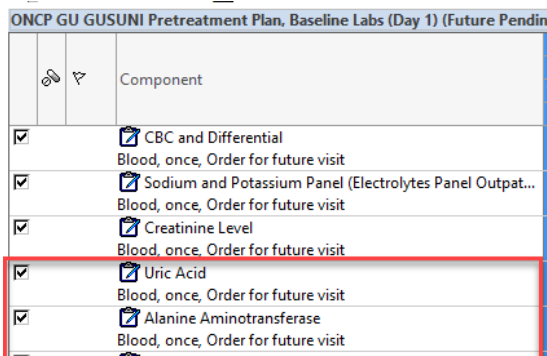 ONCP GU GUSUNI Pretreatment Plan, Baseline Labs (Day 1) (Future Pendin
Component
CBC and Differential
Blood, once, Order for future visit
Sodium and Potassium Panel (Electrolytes Panel Outpat...
Blood, once, Order for future visit
Creatinine Level
Blood, once, Order for future visit
Uric Acid
Blood, once, Order for future visit
Alanine Aminotransferase
Blood, once, Order for future visit